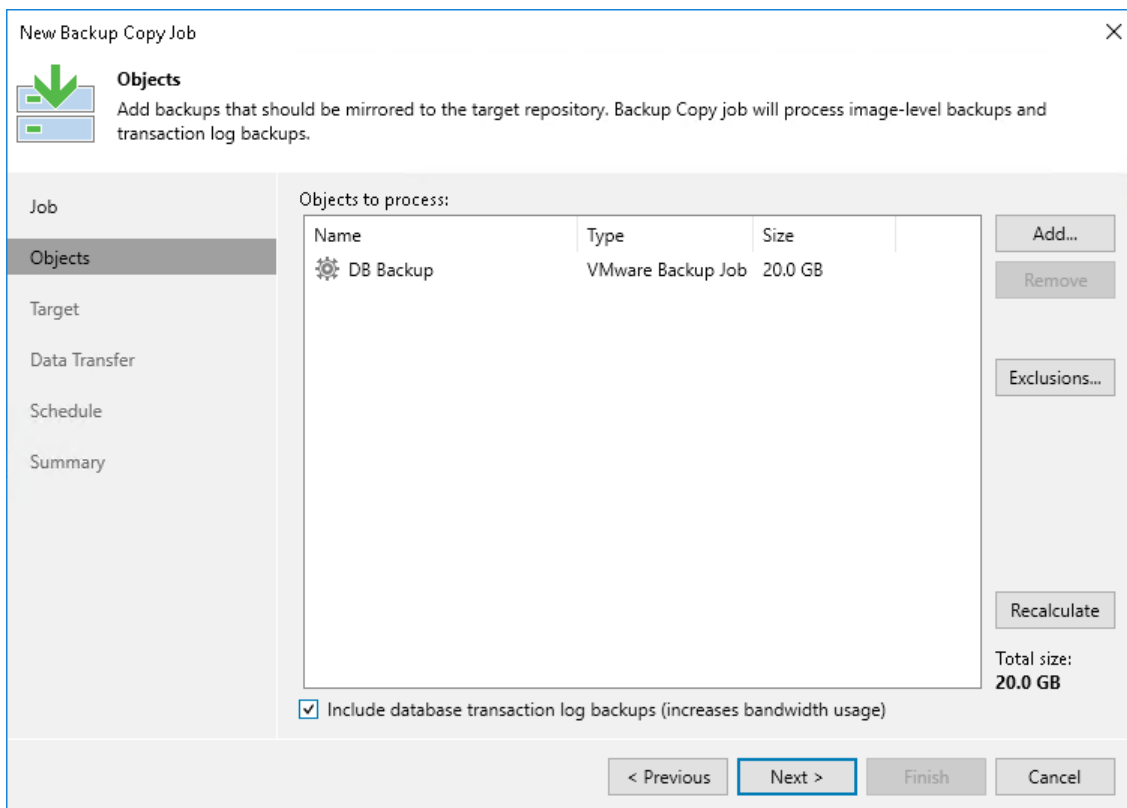 New Backup Copy Job
Objects
Add backups that should be mirrored to the target repository. Backup Copy job will process image-level backups and
transaction log backups.
Job
Objects
Target
Data Transfer
Schedule
Summary
Objects to process:
Name Type Size
DB Backup VMware Backup Job 20.0 GB
Add...
Remove
Exclusions...
Recalculate
Total size:
20.0 GB
Include database transaction log backups (increases bandwidth usage)
< Previous Next > Finish Cancel